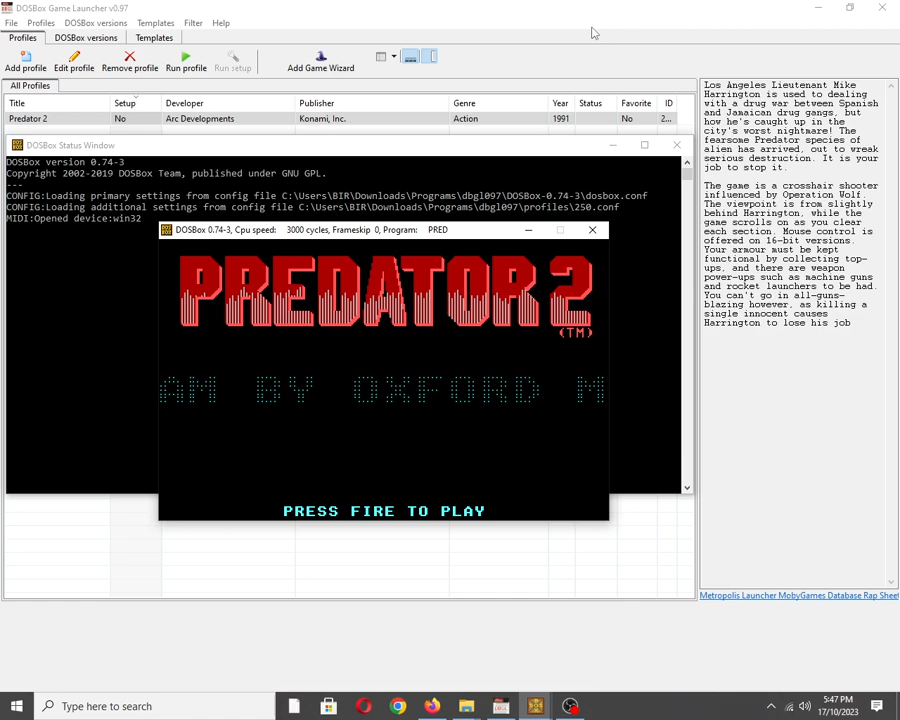 DOSBox Game Launcher v0.97
File Profiles DOSBox versions Templates Filter Help
Profiles DOSBox versions Templates
Add profile Edit profile Remove profile Run profile Run setup Add Game Wizard
All Profiles
Title Setup Developer Publisher Genre Year Status Favorite ID
Predator 2 No Arc Developments Konami, Inc. Action 1991 No 2...
DOSBox Status Window
DOSBox version 0.74-3
Copyright 2002-2019 DOSBox Team, published under GNU GPL.
---
CONFIG:Loading primary settings from config file C:\Users\BIR\Downloads\Programs\dbgl097\DOSBox-0.74-3\dosbox.conf
CONFIG:Loading additional settings from config file C:\Users\BIR\Downloads\Programs\dbgl097\profiles\250.conf
MIDI:Opened device:win32
DOSBox 0.74-3, Cpu speed: 3000 cycles, Frameskip 0, Program: PRED
PREDATOR 2
(TM)
AM BY OXFORD M
PRESS FIRE TO PLAY
Los Angeles Lieutenant Mike
Harrington is used to dealing
with a drug war between Spanish
and Jamaican drug gangs, but
how he's caught up in the
city's worst nightmare! The
fearsome Predator species of
alien has arrived, out to wreak
serious destruction. It is your
job to stop it.
The game is a crosshair shooter
influenced by Operation Wolf.
The viewpoint is from slightly
behind Harrington, while the
game scrolls on as you clear
each section. Mouse control is
offered on 16-bit versions.
Your armour must be kept
functional by collecting top-
ups, and there are weapon
power-ups such as machine guns
and rocket launchers to be had.
You can't go in all-guns-
blazing however, as killing a
single innocent causes
Harrington to lose his job
Metropolis Launcher MobyGames Database Rap Sheet
Type here to search
5:47 PM
17/10/2023